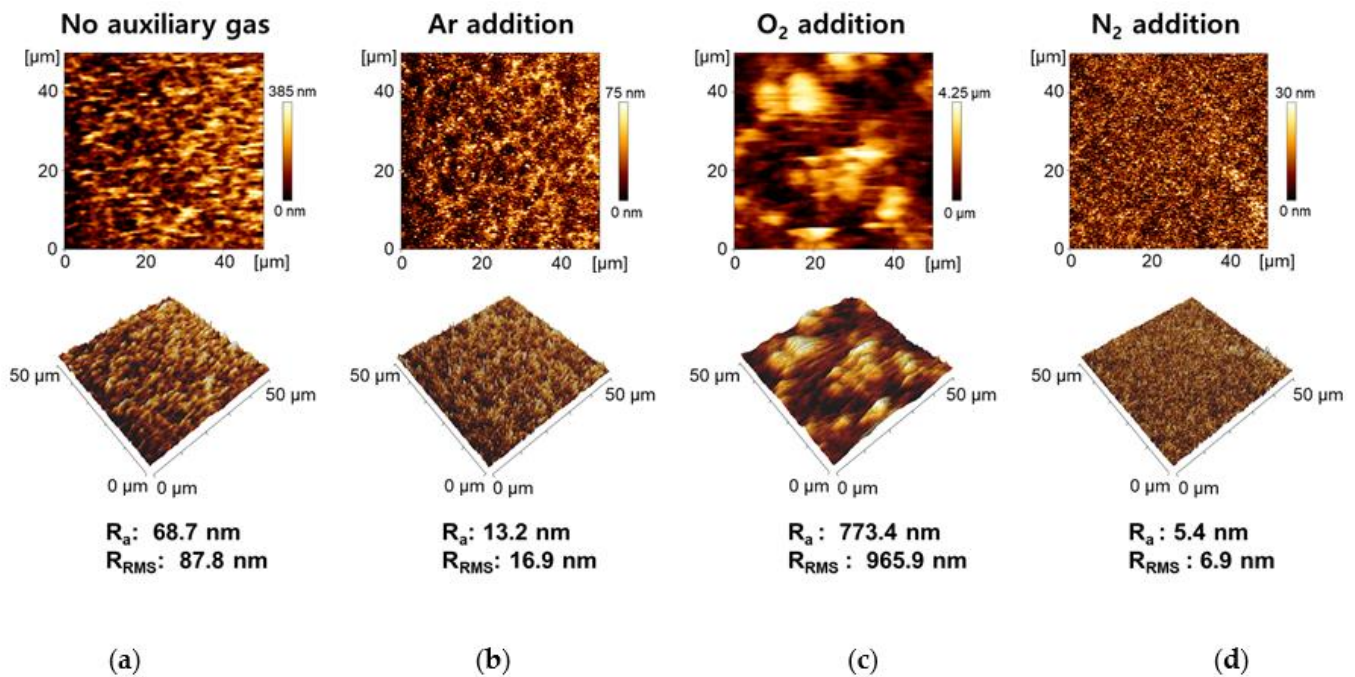 No auxiliary gas
[µm]
40
20
0
0
20
40
[µm]
385 nm
0 nm
50 µm
50 µm
0 µm
0 µm
Rₐ: 68.7 nm
R_RMS: 87.8 nm
(a)
Ar addition
[µm]
40
20
0
0
20
40
[µm]
75 nm
0 nm
50 µm
50 µm
0 µm
0 µm
Rₐ: 13.2 nm
R_RMS: 16.9 nm
(b)
O₂ addition
[µm]
40
20
0
0
20
40
[µm]
4.25 µm
0 µm
50 µm
50 µm
0 µm
0 µm
Rₐ : 773.4 nm
R_RMS : 965.9 nm
(c)
N₂ addition
[µm]
40
20
0
0
20
40
[µm]
30 nm
0 nm
50 µm
50 µm
0 µm
0 µm
Rₐ : 5.4 nm
R_RMS : 6.9 nm
(d)